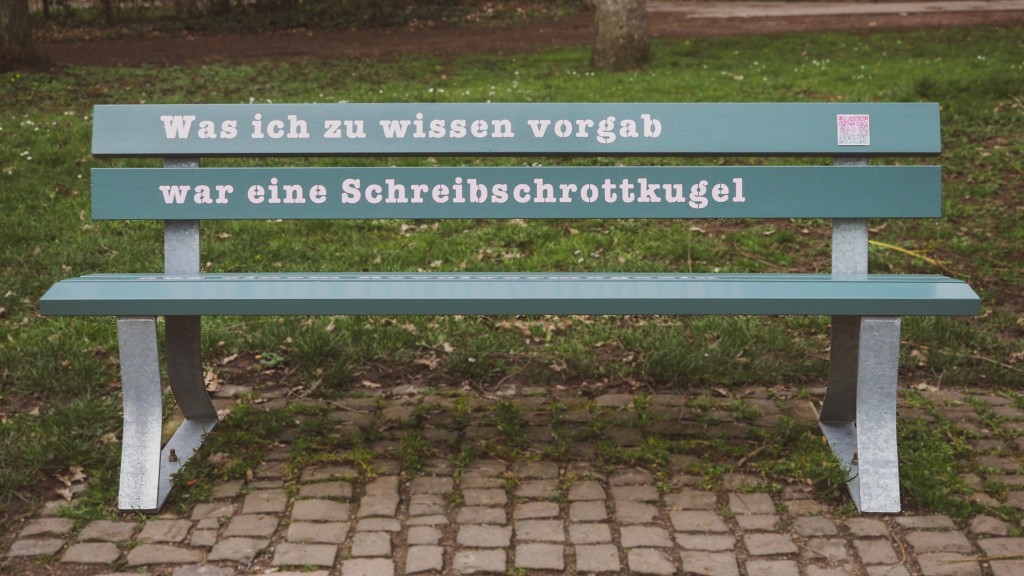 Was ich zu wissen vorgab
war eine Schreibschrottkugel